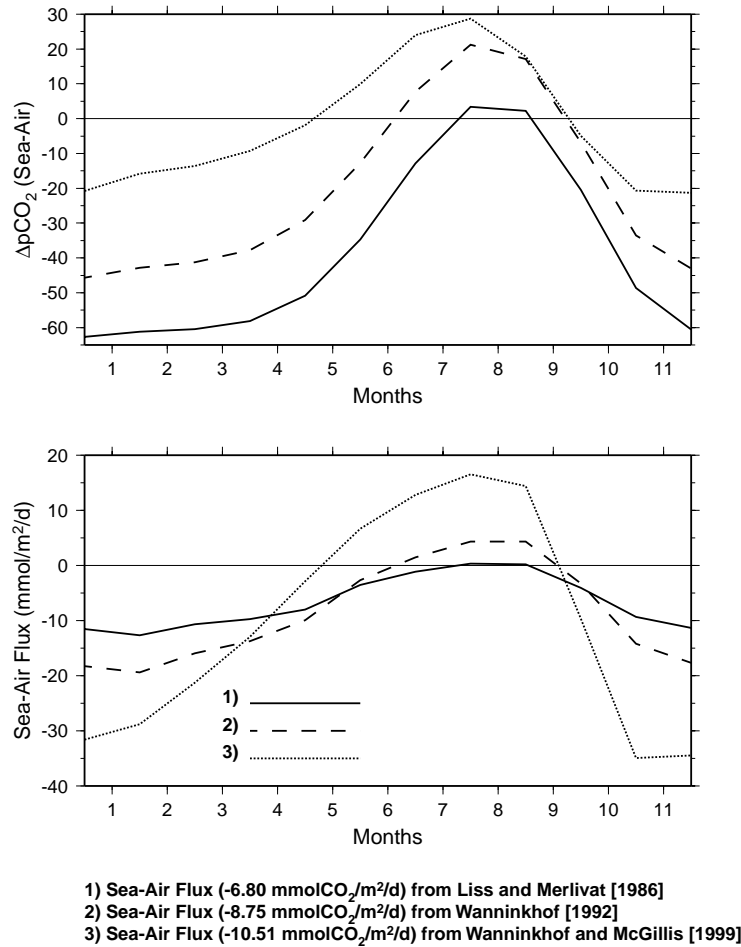 30
20
10
0
-10
-20
-30
-40
-50
-60
ΔpCO₂ (Sea-Air)
1 2 3 4 5 6 7 8 9 10 11
Months
20
10
0
-10
-20
-30
-40
Sea-Air Flux (mmol/m²/d)
1)
2)
3)
1 2 3 4 5 6 7 8 9 10 11
Months
1) Sea-Air Flux (-6.80 mmolCO₂/m²/d) from Liss and Merlivat [1986]
2) Sea-Air Flux (-8.75 mmolCO₂/m²/d) from Wanninkhof [1992]
3) Sea-Air Flux (-10.51 mmolCO₂/m²/d) from Wanninkhof and McGillis [1999]